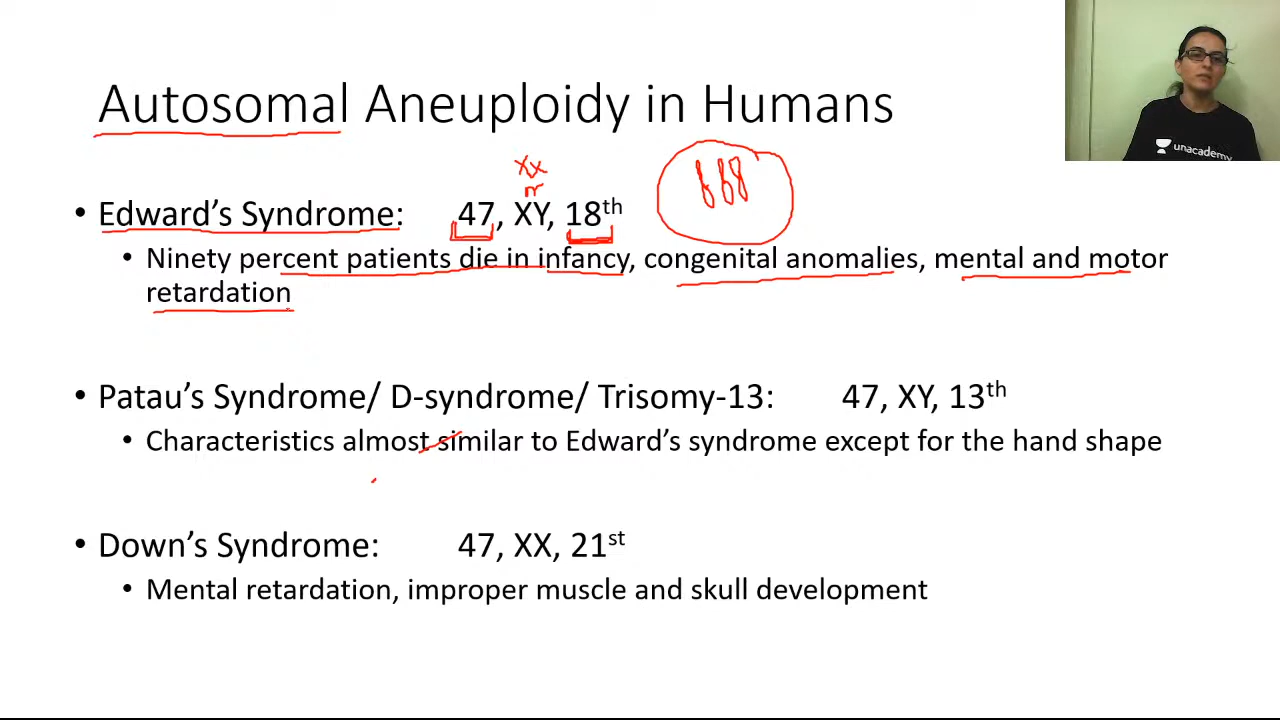 unacademy
Autosomal Aneuploidy in Humans
XX
or
• Edward’s Syndrome: 47, XY, 18th
• Ninety percent patients die in infancy, congenital anomalies, mental and motor
retardation
• Patau’s Syndrome/ D-syndrome/ Trisomy-13: 47, XY, 13th
• Characteristics almost similar to Edward’s syndrome except for the hand shape
• Down’s Syndrome: 47, XX, 21st
• Mental retardation, improper muscle and skull development